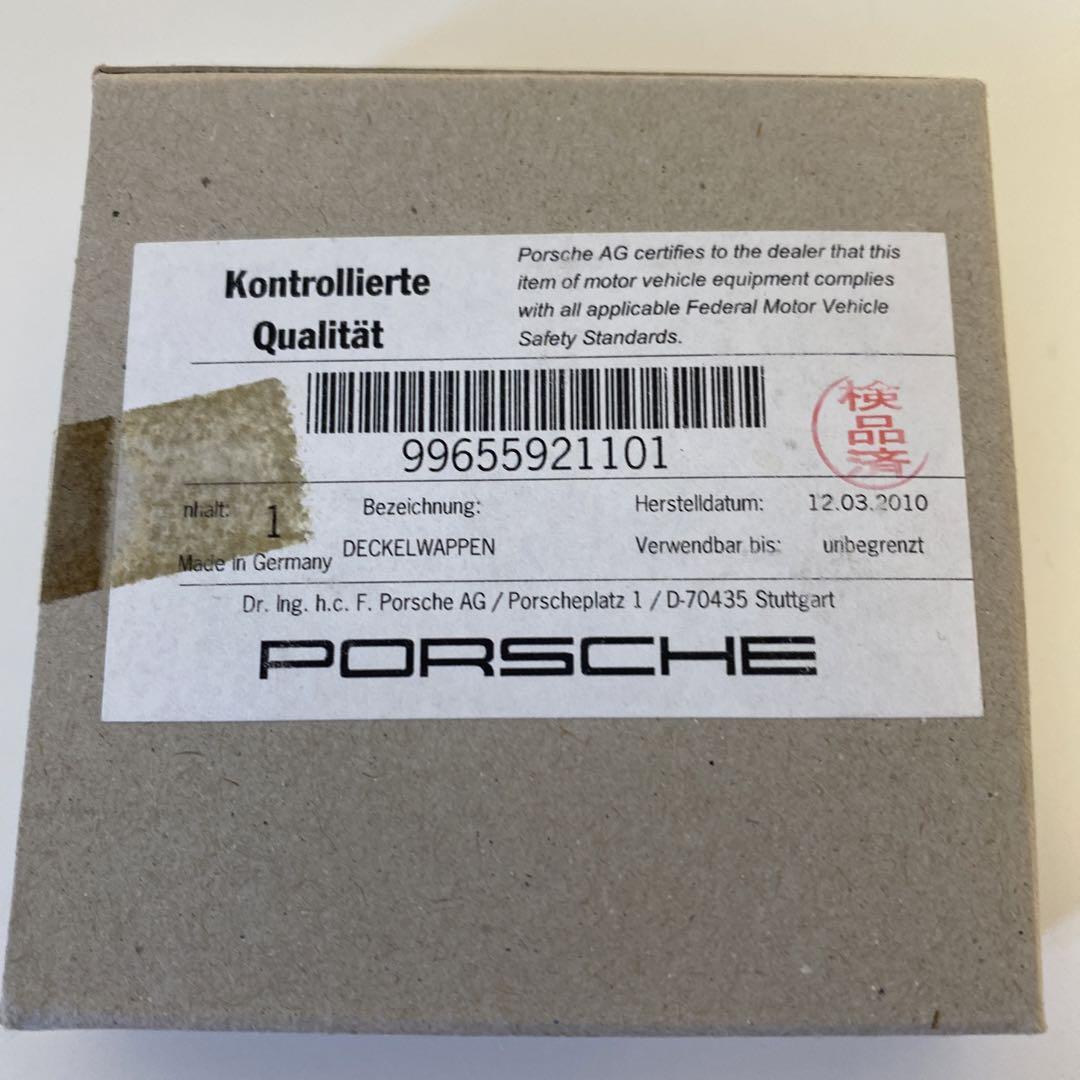 Kontrollierte
Qualität
Porsche AG certifies to the dealer that this
item of motor vehicle equipment complies
with all applicable Federal Motor Vehicle
Safety Standards.
99655921101
検
品
済
nhalt: 1
Made in Germany
Bezeichnung:
DECKELWAPPEN
Herstelldatum: 12.03.2010
Verwendbar bis: unbegrenzt
Dr. Ing. h.c. F. Porsche AG / Porscheplatz 1 / D-70435 Stuttgart
PORSCHE